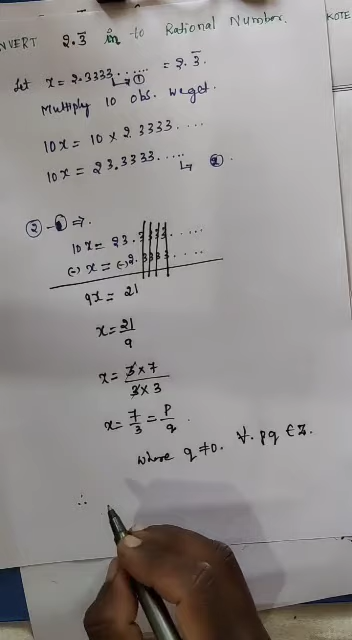 NVERT 2.3̅ in to Rational Number.
KOTE
Let x = 2.3333...... = 2.3̅.
↳ ①
Multiply 10 obs. weget.
10x = 10 × 2.3333....
10x = 23.3333.....
↳ ②.
② - ① ⇒.
10x = 23.3333.....
(-) x = (-)2.3333....
9x = 21
x = 21/9
x = 3×7/3×3
x = 7/3 = P/q.
where q ≠ 0. ∀. pq ∈ Z.
∴